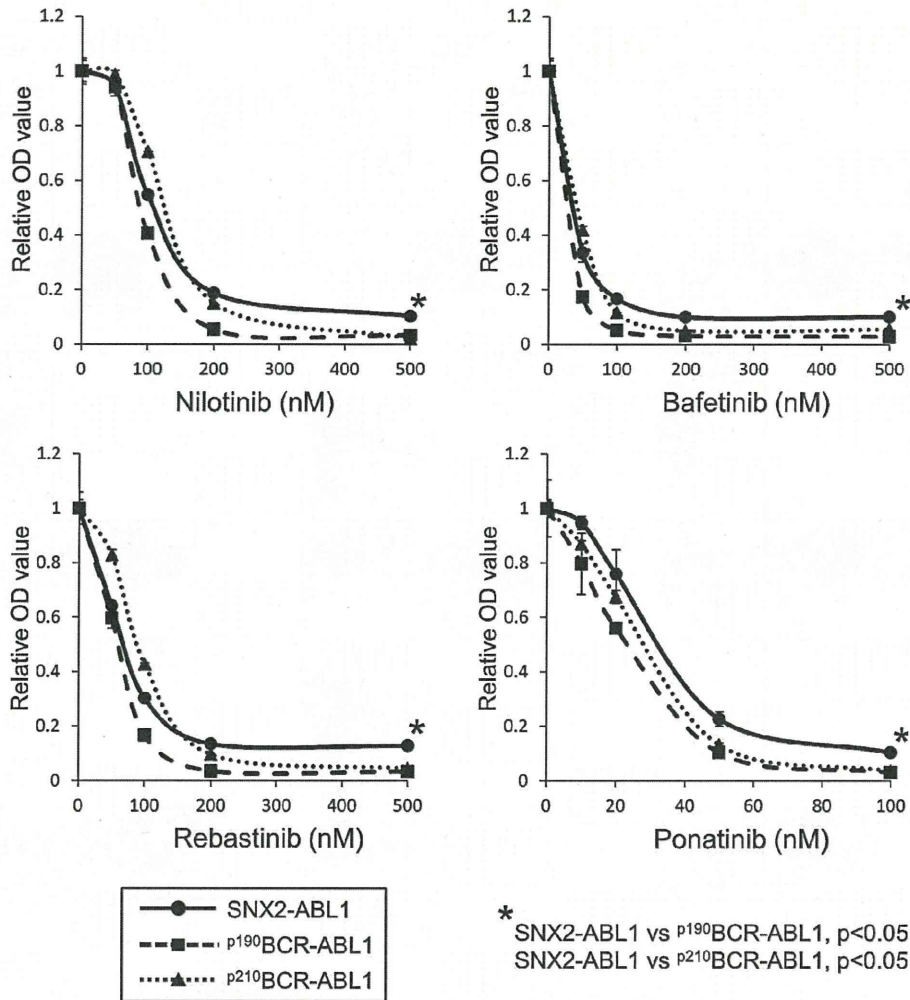 1.2
1
0.8
0.6
0.4
0.2
0
Relative OD value
0 100 200 300 400 500
Nilotinib (nM)
*
1.2
1
0.8
0.6
0.4
0.2
0
Relative OD value
0 100 200 300 400 500
Bafetinib (nM)
*
1.2
1
0.8
0.6
0.4
0.2
0
Relative OD value
0 100 200 300 400 500
Rebastinib (nM)
*
1.2
1
0.8
0.6
0.4
0.2
0
Relative OD value
0 20 40 60 80 100
Ponatinib (nM)
*
SNX2-ABL1
p190BCR-ABL1
p210BCR-ABL1
*
SNX2-ABL1 vs p190BCR-ABL1, p<0.05
SNX2-ABL1 vs p210BCR-ABL1, p<0.05